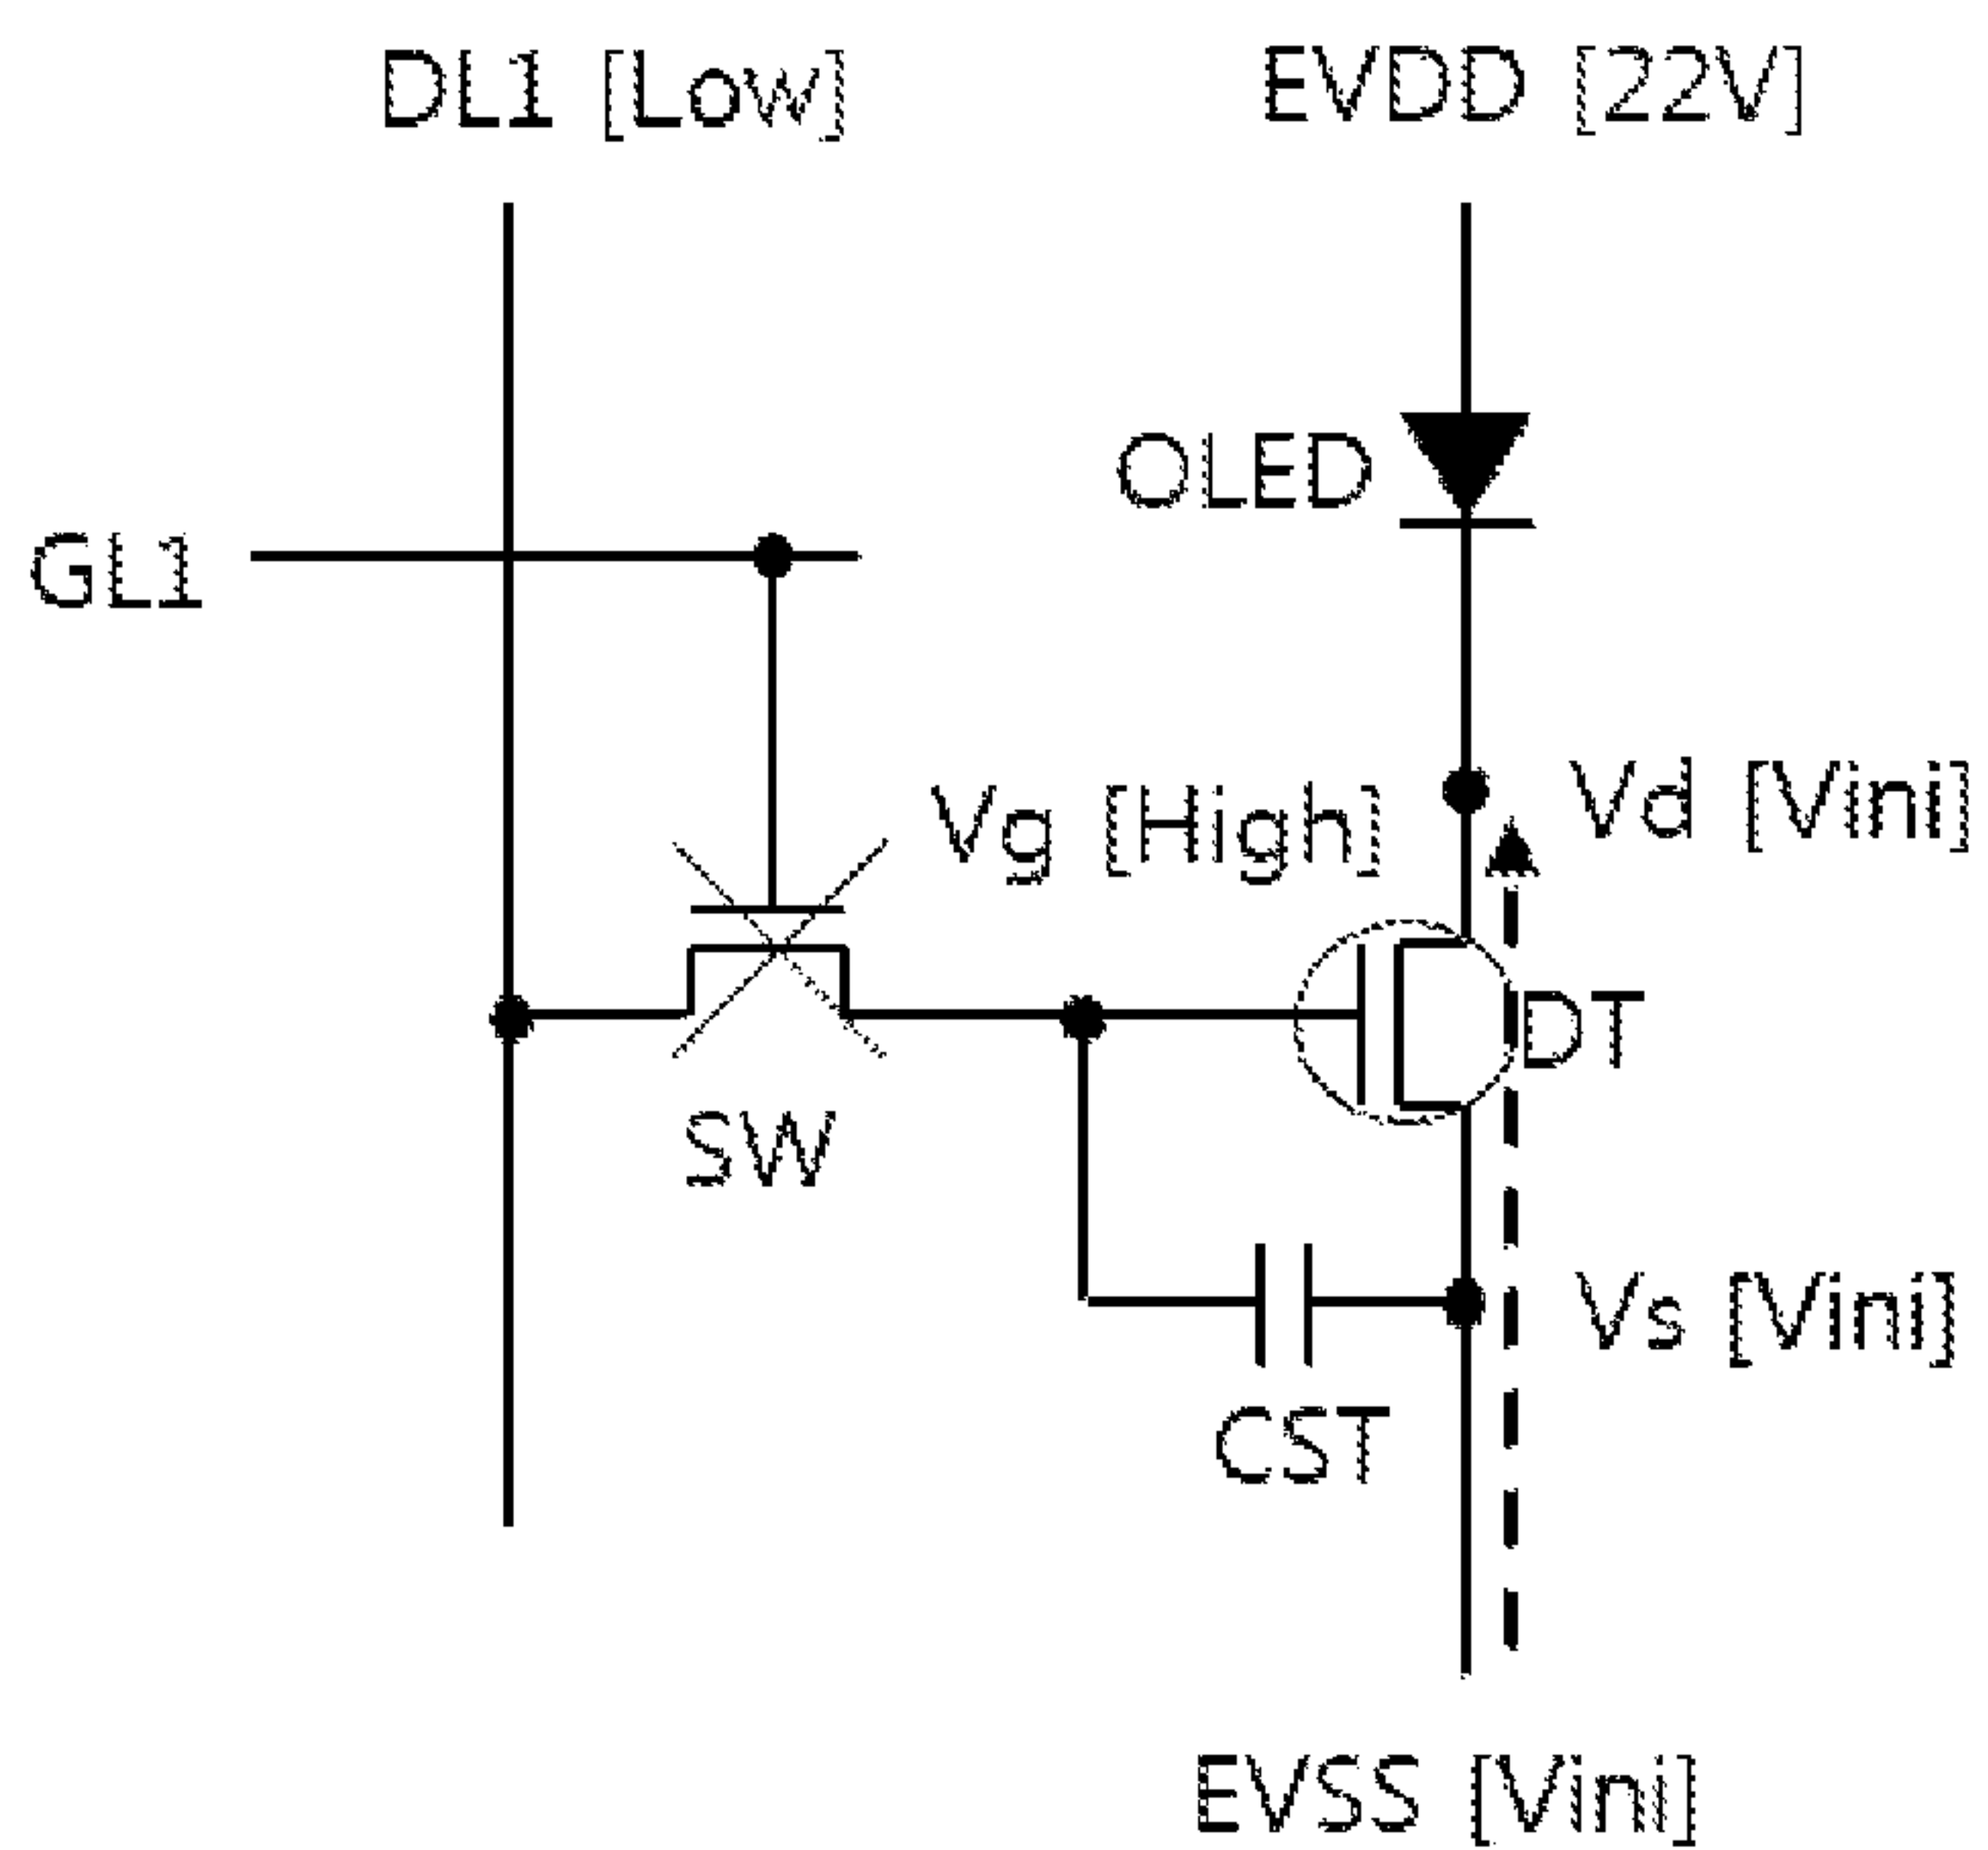 DL1 [Low]
EVDD [22V]
OLED
GL1
Vg [High]
Vd [Vini]
DT
SW
Vs [Vini]
CST
EVSS [Vini]